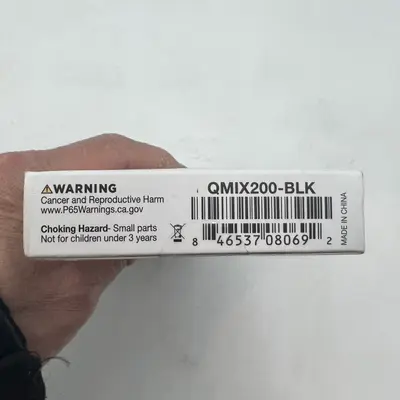 ⚠WARNING
Cancer and Reproductive Harm
www.P65Warnings.ca.gov
Choking Hazard- Small parts
Not for children under 3 years
QMIX200-BLK
8 46537 08069 2
MADE IN CHINA